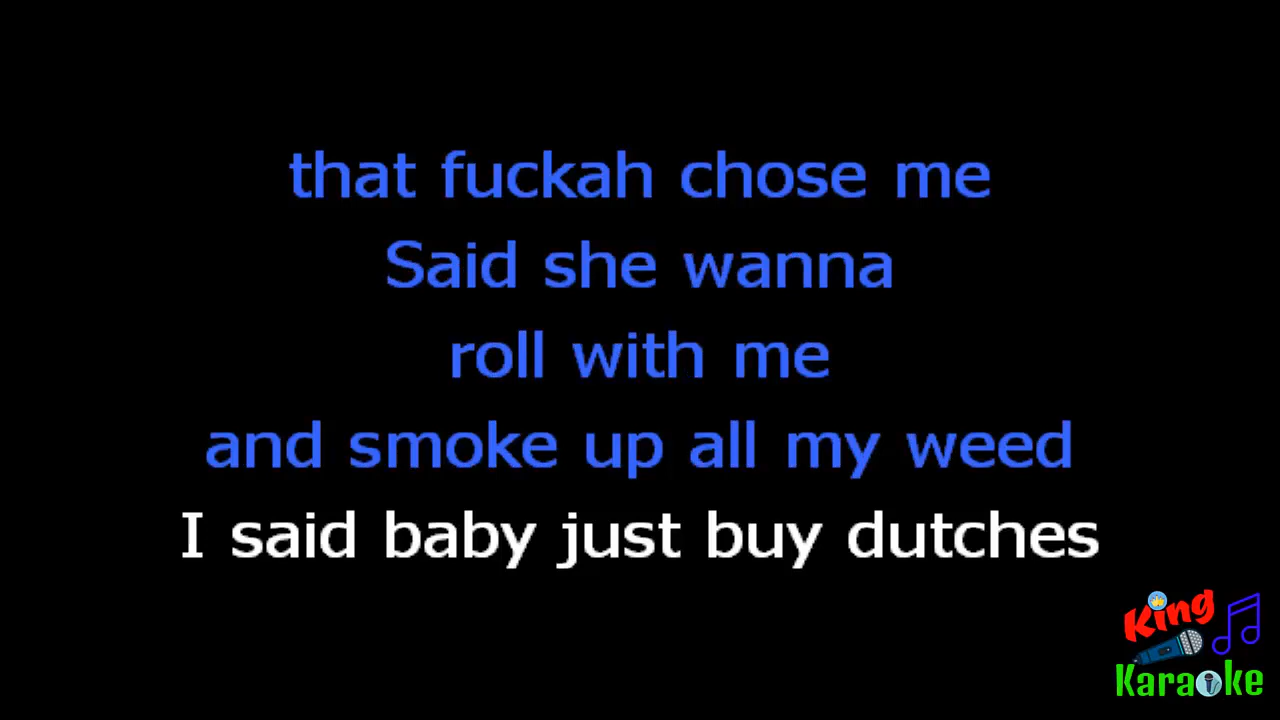 that fuckah chose me
Said she wanna
roll with me
and smoke up all my weed
I said baby just buy dutches
King
Karaoke